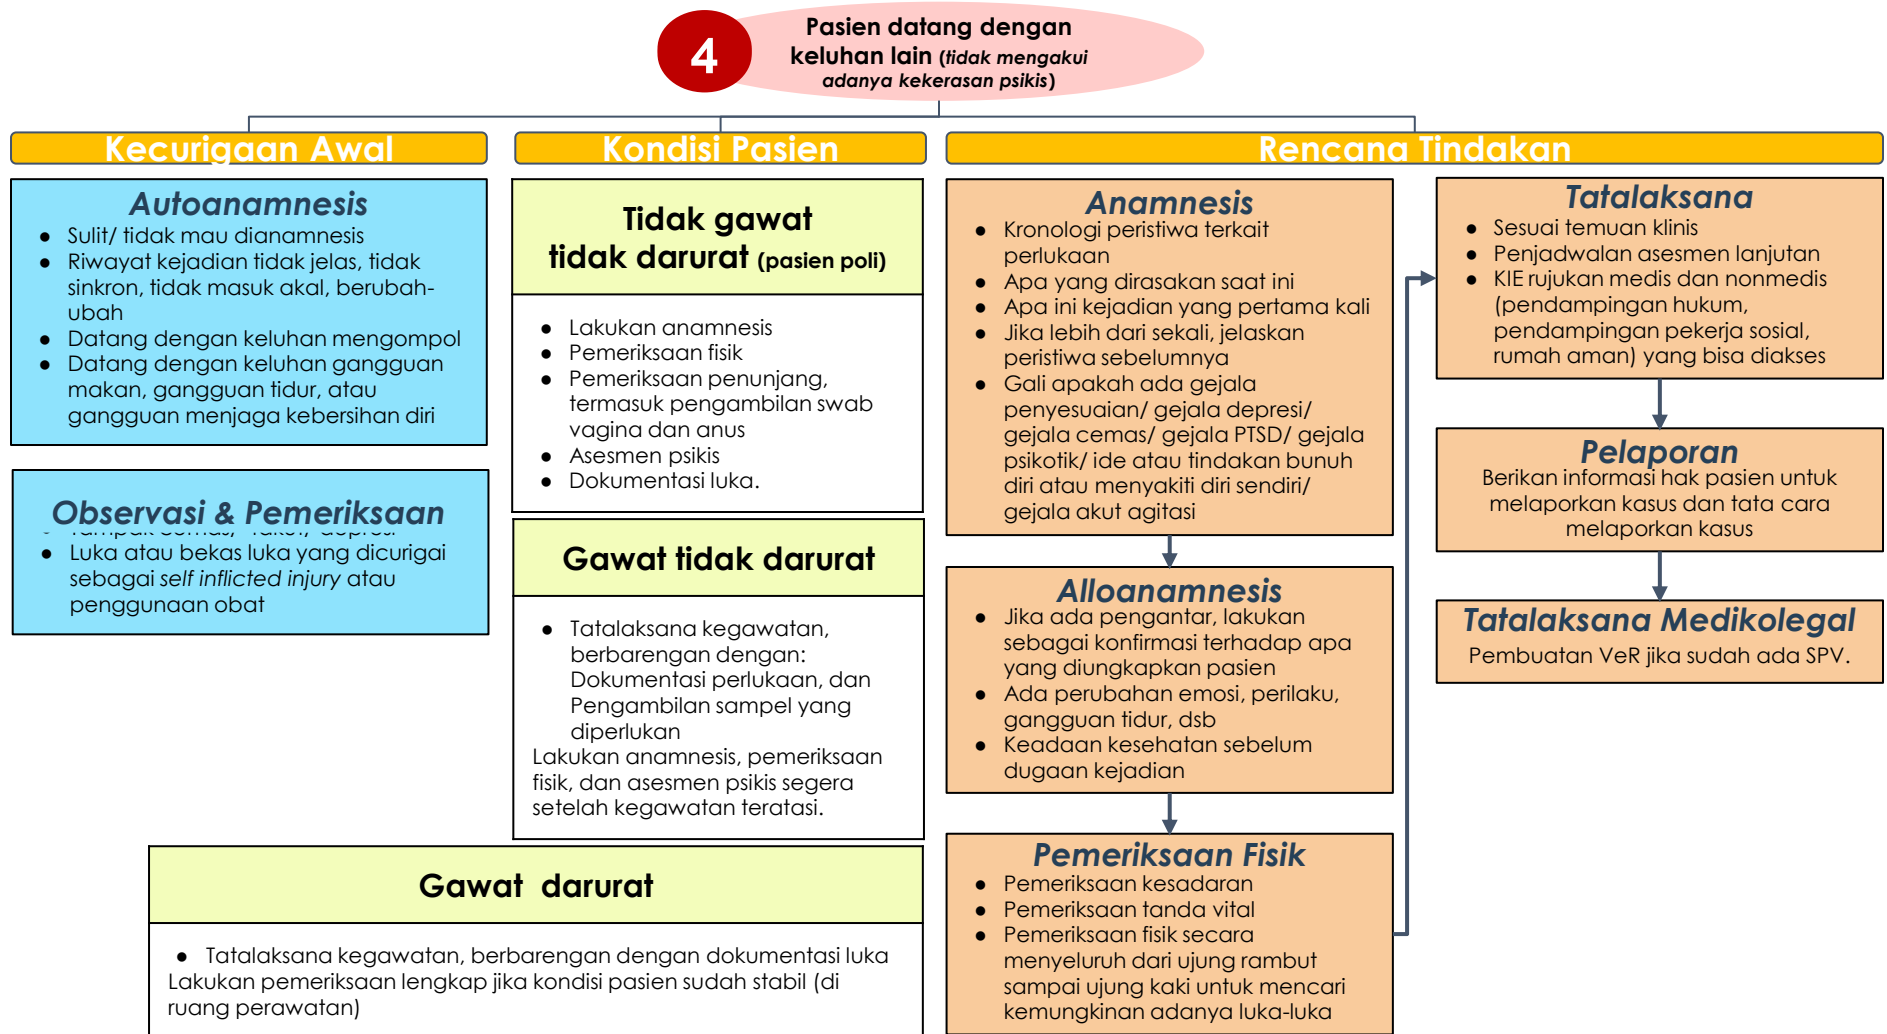 4
Pasien datang dengan
keluhan lain (tidak mengakui
adanya kekerasan psikis)
Kecurigaan Awal
Autoanamnesis
● Sulit/ tidak mau dianamnesis
● Riwayat kejadian tidak jelas, tidak
sinkron, tidak masuk akal, berubah-
ubah
● Datang dengan keluhan mengompol
● Datang dengan keluhan gangguan
makan, gangguan tidur, atau
gangguan menjaga kebersihan diri
Observasi & Pemeriksaan
● Tampak cemas/ takut/ depresi
● Luka atau bekas luka yang dicurigai
sebagai self inflicted injury atau
penggunaan obat
Kondisi Pasien
Tidak gawat
tidak darurat (pasien poli)
● Lakukan anamnesis
● Pemeriksaan fisik
● Pemeriksaan penunjang,
termasuk pengambilan swab
vagina dan anus
● Asesmen psikis
● Dokumentasi luka.
Gawat tidak darurat
● Tatalaksana kegawatan,
berbarengan dengan:
Dokumentasi perlukaan, dan
Pengambilan sampel yang
diperlukan
Lakukan anamnesis, pemeriksaan
fisik, dan asesmen psikis segera
setelah kegawatan teratasi.
Gawat darurat
● Tatalaksana kegawatan, berbarengan dengan dokumentasi luka
Lakukan pemeriksaan lengkap jika kondisi pasien sudah stabil (di
ruang perawatan)
Rencana Tindakan
Anamnesis
● Kronologi peristiwa terkait
perlukaan
● Apa yang dirasakan saat ini
● Apa ini kejadian yang pertama kali
● Jika lebih dari sekali, jelaskan
peristiwa sebelumnya
● Gali apakah ada gejala
penyesuaian/ gejala depresi/
gejala cemas/ gejala PTSD/ gejala
psikotik/ ide atau tindakan bunuh
diri atau menyakiti diri sendiri/
gejala akut agitasi
Alloanamnesis
● Jika ada pengantar, lakukan
sebagai konfirmasi terhadap apa
yang diungkapkan pasien
● Ada perubahan emosi, perilaku,
gangguan tidur, dsb
● Keadaan kesehatan sebelum
dugaan kejadian
Pemeriksaan Fisik
● Pemeriksaan kesadaran
● Pemeriksaan tanda vital
● Pemeriksaan fisik secara
menyeluruh dari ujung rambut
sampai ujung kaki untuk mencari
kemungkinan adanya luka-luka
Tatalaksana
● Sesuai temuan klinis
● Penjadwalan asesmen lanjutan
● KIE rujukan medis dan nonmedis
(pendampingan hukum,
pendampingan pekerja sosial,
rumah aman) yang bisa diakses
Pelaporan
Berikan informasi hak pasien untuk
melaporkan kasus dan tata cara
melaporkan kasus
Tatalaksana Medikolegal
Pembuatan VeR jika sudah ada SPV.